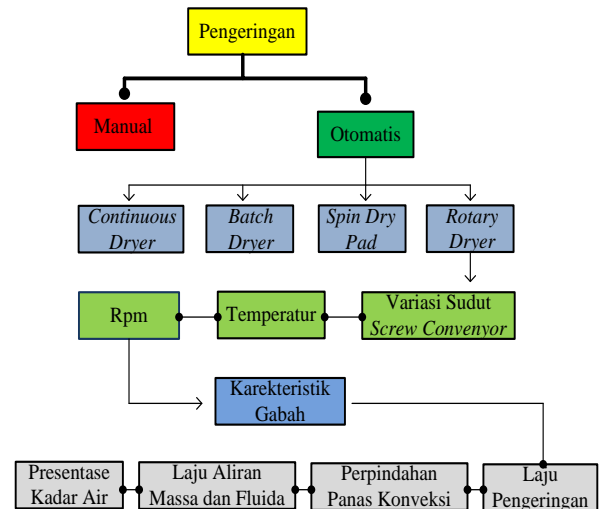 Pengeringan
Manual
Otomatis
Continuous
Dryer
Batch
Dryer
Spin Dry
Pad
Rotary
Dryer
Rpm
Temperatur
Variasi Sudut
Screw Convenyor
Karekteristik
Gabah
Presentase
Kadar Air
Laju Aliran
Massa dan Fluida
Perpindahan
Panas Konveksi
Laju
Pengeringan